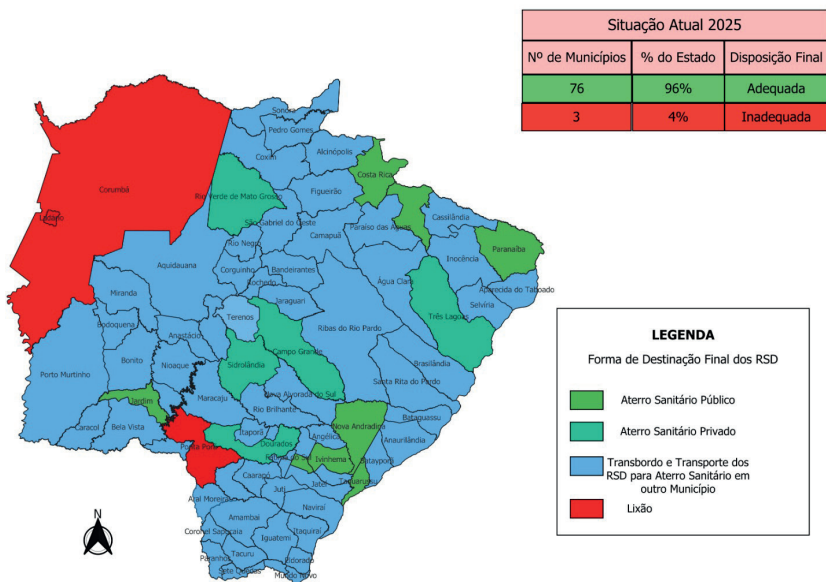 Situação Atual 2025
Nº de Municípios % do Estado Disposição Final
76 96% Adequada
3 4% Inadequada
Sonora
Pedro Gomes
Coxim
Alcinópolis
Costa Rica
Corumbá
Ladário
Rio Verde de Mato Grosso
Figueirão
São Gabriel do Oeste
Paraíso das Águas
Cassilândia
Camapuã
Rio Negro
Paranaíba
Inocência
Aquidauana
Corguinho
Bandeirantes
Rochedo
Água Clara
Aparecida do Taboado
Miranda
Jaraguari
Selvíria
Terenos
Três Lagoas
Bodoquena
Anastácio
Ribas do Rio Pardo
Campo Grande
Bonito
Nioaque
Sidrolândia
Brasilândia
Porto Murtinho
Santa Rita do Pardo
Jardim
Maracaju
Nova Alvorada do Sul
Rio Brilhante
Bataguassu
Caracol
Bela Vista
Nova Andradina
Itaporã
Angélica
Anaurilândia
Ponta Porã
Dourados
Ivinhema
Batayporã
Fátima do Sul
Caarapó
Jateí
Taquarussu
Juti
Aral Moreira
Naviraí
Amambai
Coronel Sapucaia
Itaquiraí
Iguatemi
Tacuru
Paranhos
Eldorado
Sete Quedas
Mundo Novo
N
LEGENDA
Forma de Destinação Final dos RSD
Aterro Sanitário Público
Aterro Sanitário Privado
Transbordo e Transporte dos
RSD para Aterro Sanitário em
outro Município
Lixão